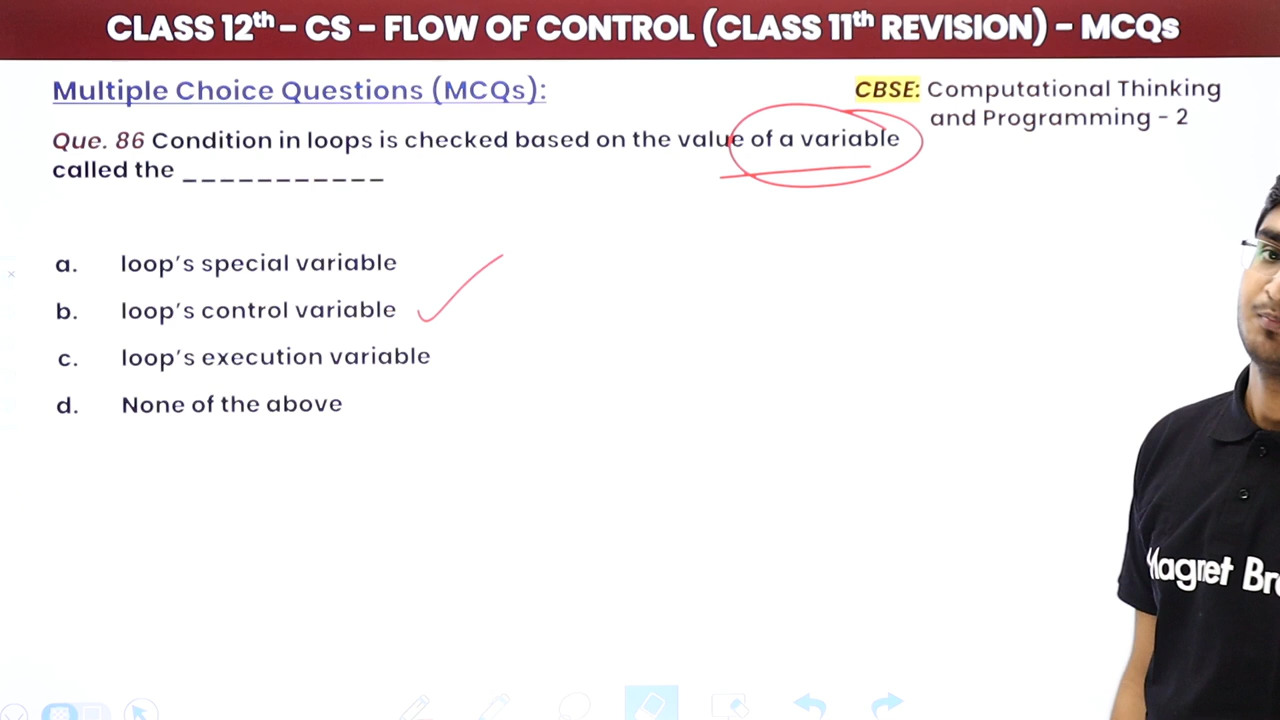 CLASS 12th - CS - FLOW OF CONTROL (CLASS 11th REVISION) - MCQs
Multiple Choice Questions (MCQs):
CBSE: Computational Thinking
and Programming - 2
Que. 86 Condition in loops is checked based on the value of a variable
called the ___________
a. loop's special variable
b. loop's control variable
c. loop's execution variable
d. None of the above
Magnet Br